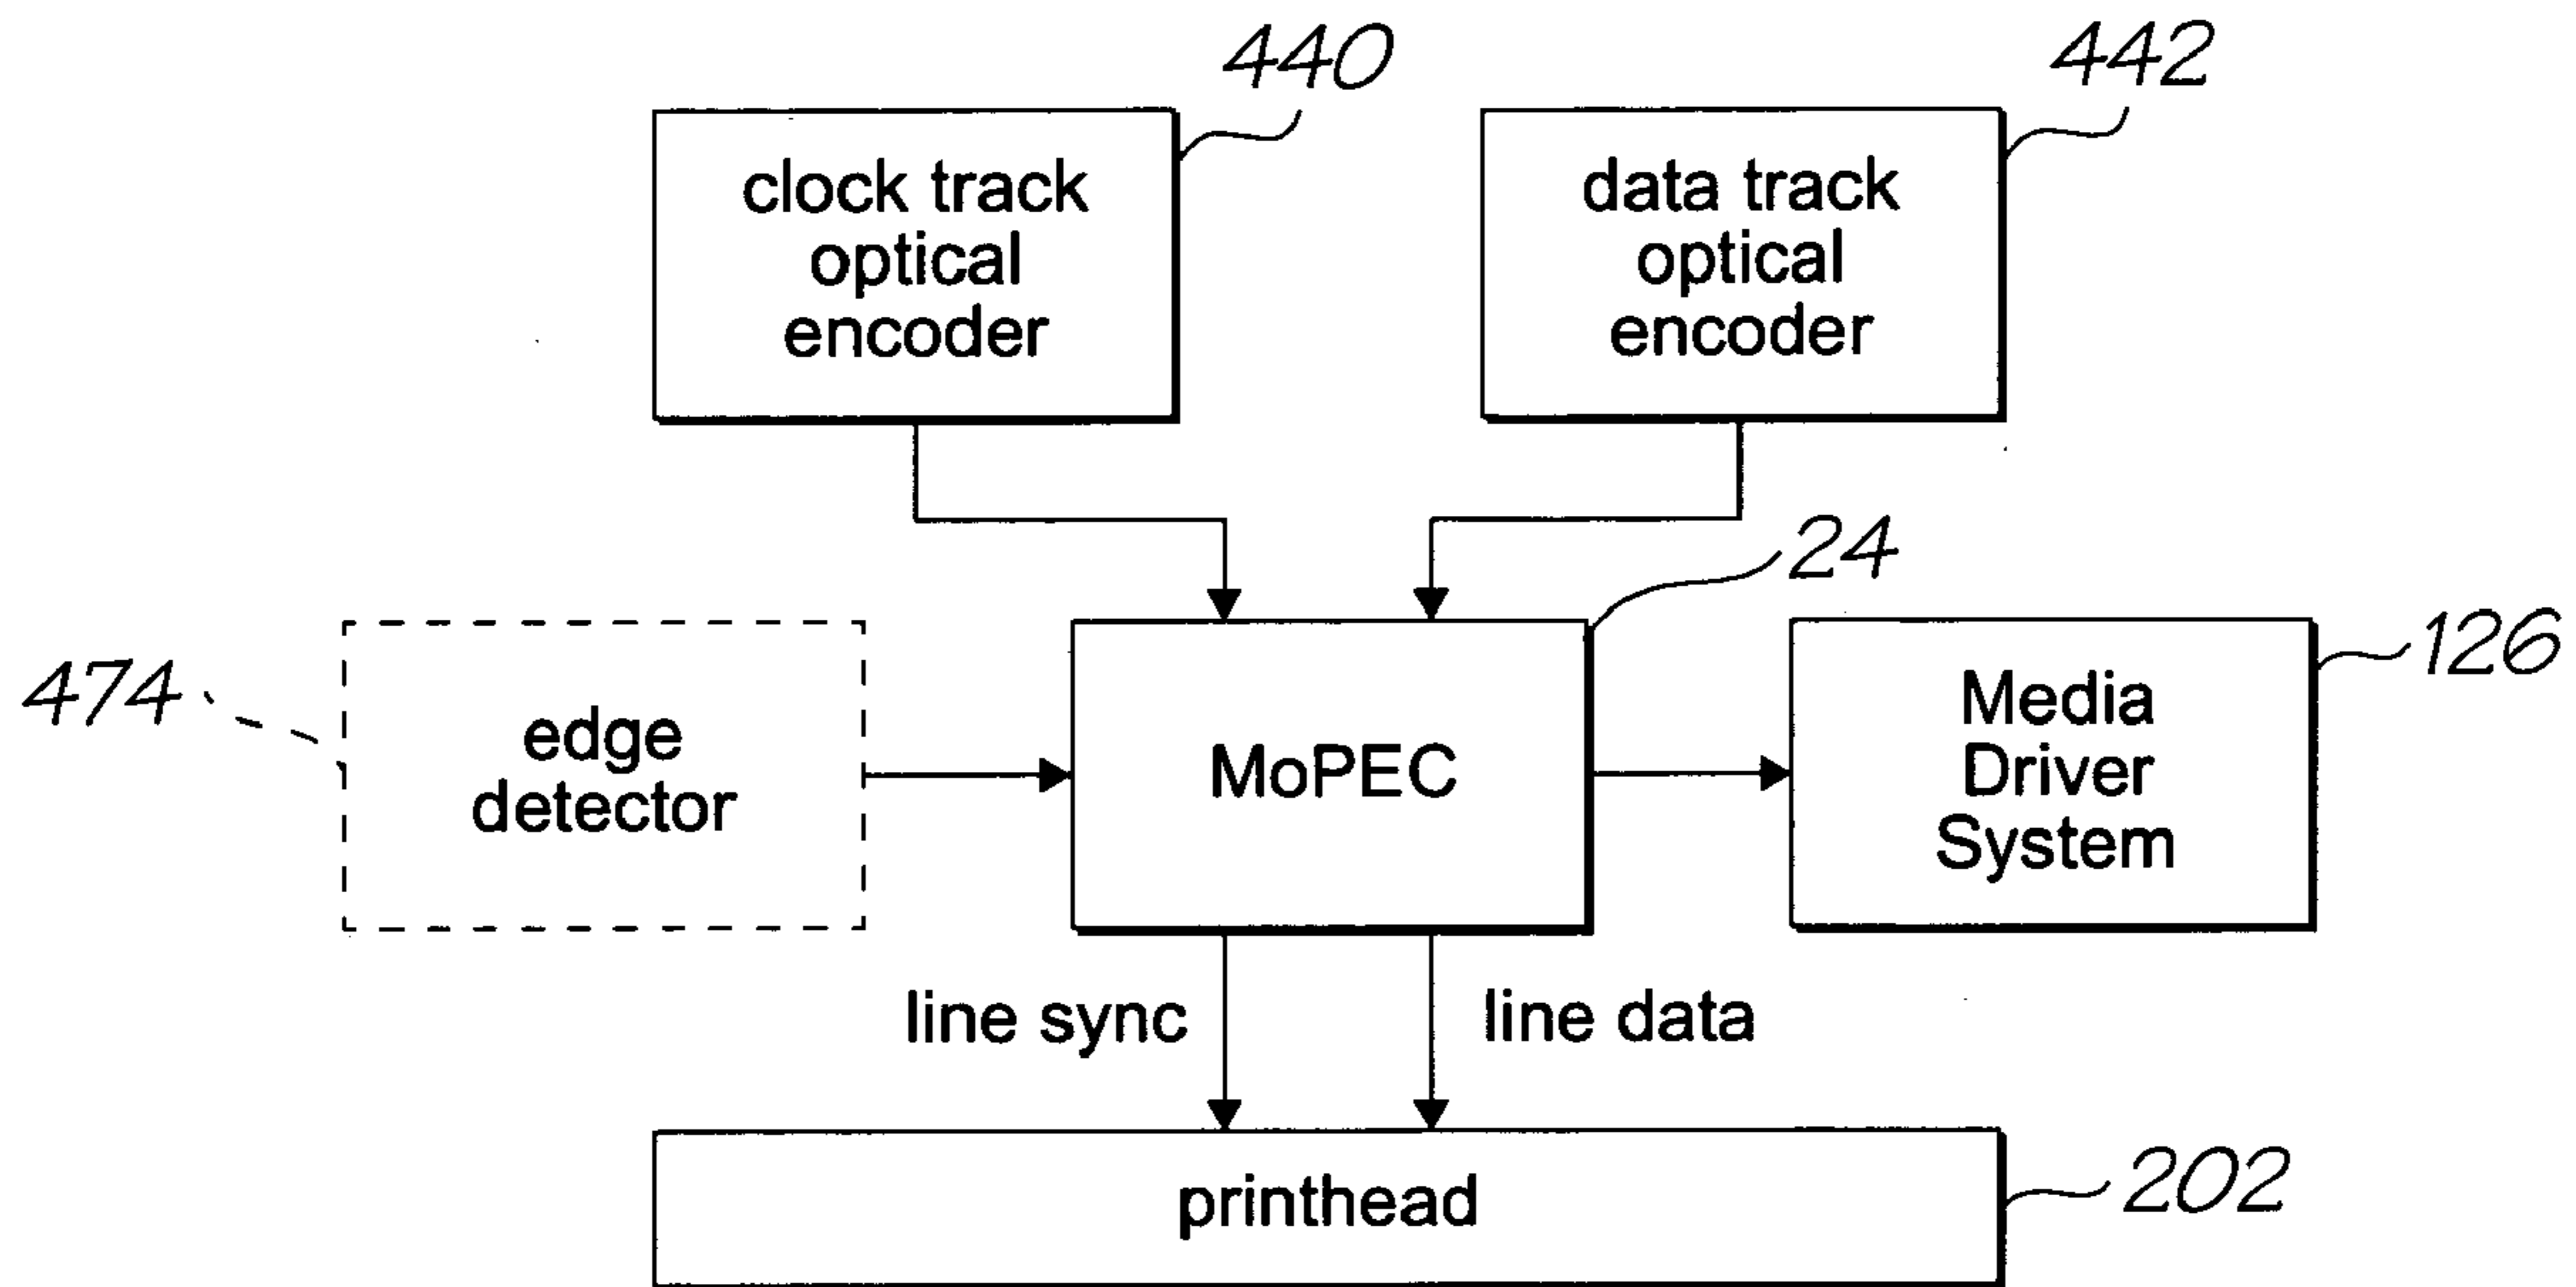 440
442
clock track
optical
encoder
data track
optical
encoder
24
126
474
edge
detector
MoPEC
Media
Driver
System
line sync
line data
printhead
202